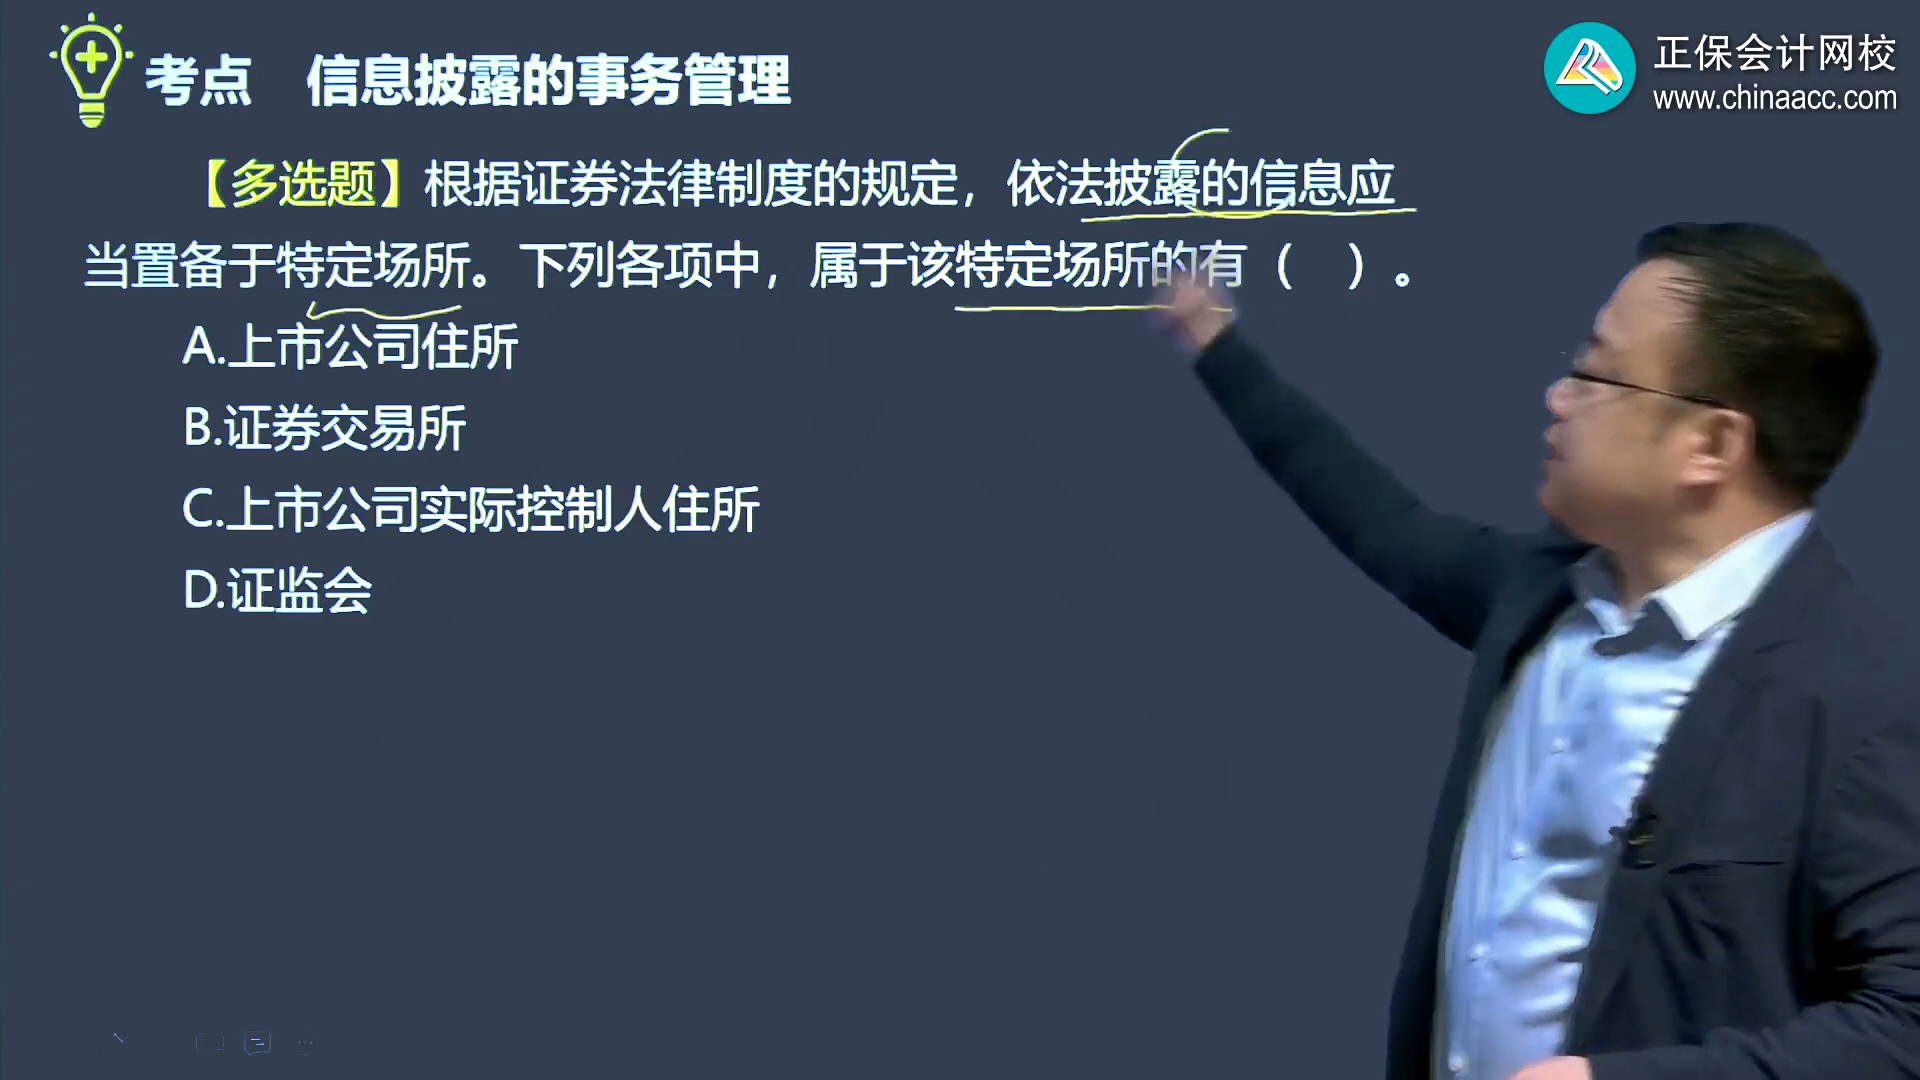 考点 信息披露的事务管理
正保会计网校
www.chinaacc.com
【多选题】根据证券法律制度的规定，依法披露的信息应
当置备于特定场所。下列各项中，属于该特定场所的有（ ）。
A.上市公司住所
B.证券交易所
C.上市公司实际控制人住所
D.证监会